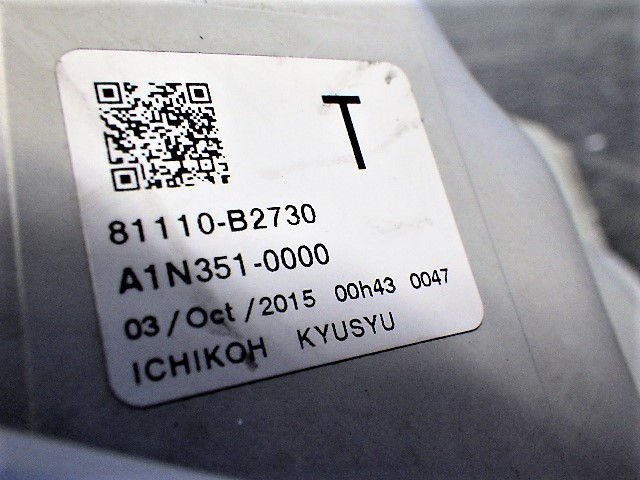 T
81110-B2730
A1N351-0000
03/Oct/2015 00h43 0047
ICHIKOH KYUSYU